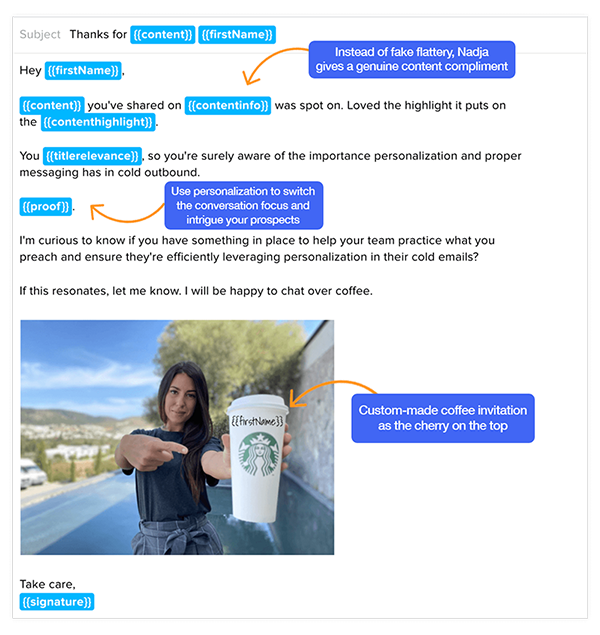 Subject Thanks for {{content}} {{firstName}}
Instead of fake flattery, Nadja
gives a genuine content compliment
Hey {{firstName}},
{{content}} you've shared on {{contentinfo}} was spot on. Loved the highlight it puts on
the {{contenthighlight}}.
You {{titlerelevance}}, so you're surely aware of the importance personalization and proper
messaging has in cold outbound.
Use personalization to switch
the conversation focus and
intrigue your prospects
{{proof}}.
I'm curious to know if you have something in place to help your team practice what you
preach and ensure they're efficiently leveraging personalization in their cold emails?
If this resonates, let me know. I will be happy to chat over coffee.
{{firstName}}
Custom-made coffee invitation
as the cherry on the top
Take care,
{{signature}}